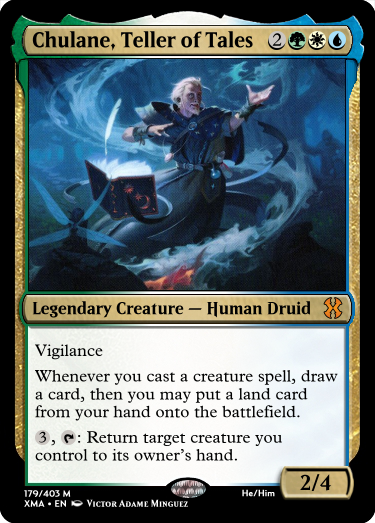 Chulane, Teller of Tales 2
Legendary Creature — Human Druid
Vigilance
Whenever you cast a creature spell, draw
a card, then you may put a land card
from your hand onto the battlefield.
3, : Return target creature you
control to its owner's hand.
2/4
179/403 M He/Him
XMA • EN Victor Adame Minguez